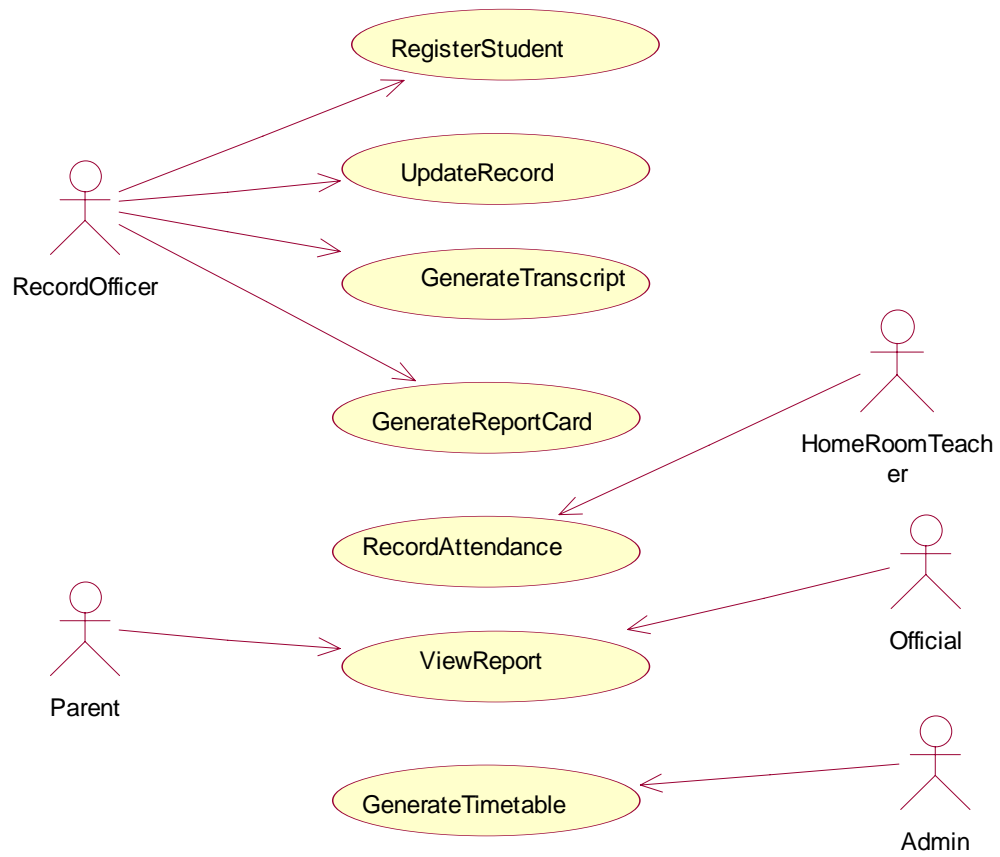 RegisterStudent
UpdateRecord
RecordOfficer
GenerateTranscript
GenerateReportCard
HomeRoomTeach
er
RecordAttendance
Official
ViewReport
Parent
GenerateTimetable
Admin